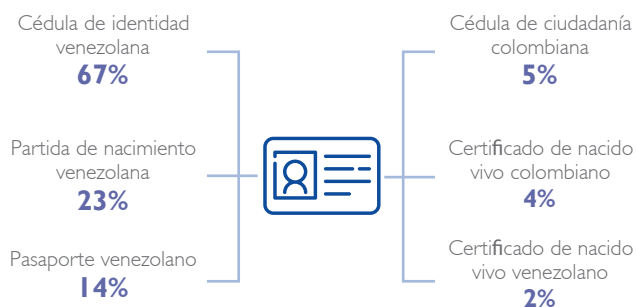 Cédula de identidad
venezolana
67%
Partida de nacimiento
venezolana
23%
Pasaporte venezolano
14%
Cédula de ciudadanía
colombiana
5%
Certificado de nacido
vivo colombiano
4%
Certificado de nacido
vivo venezolano
2%